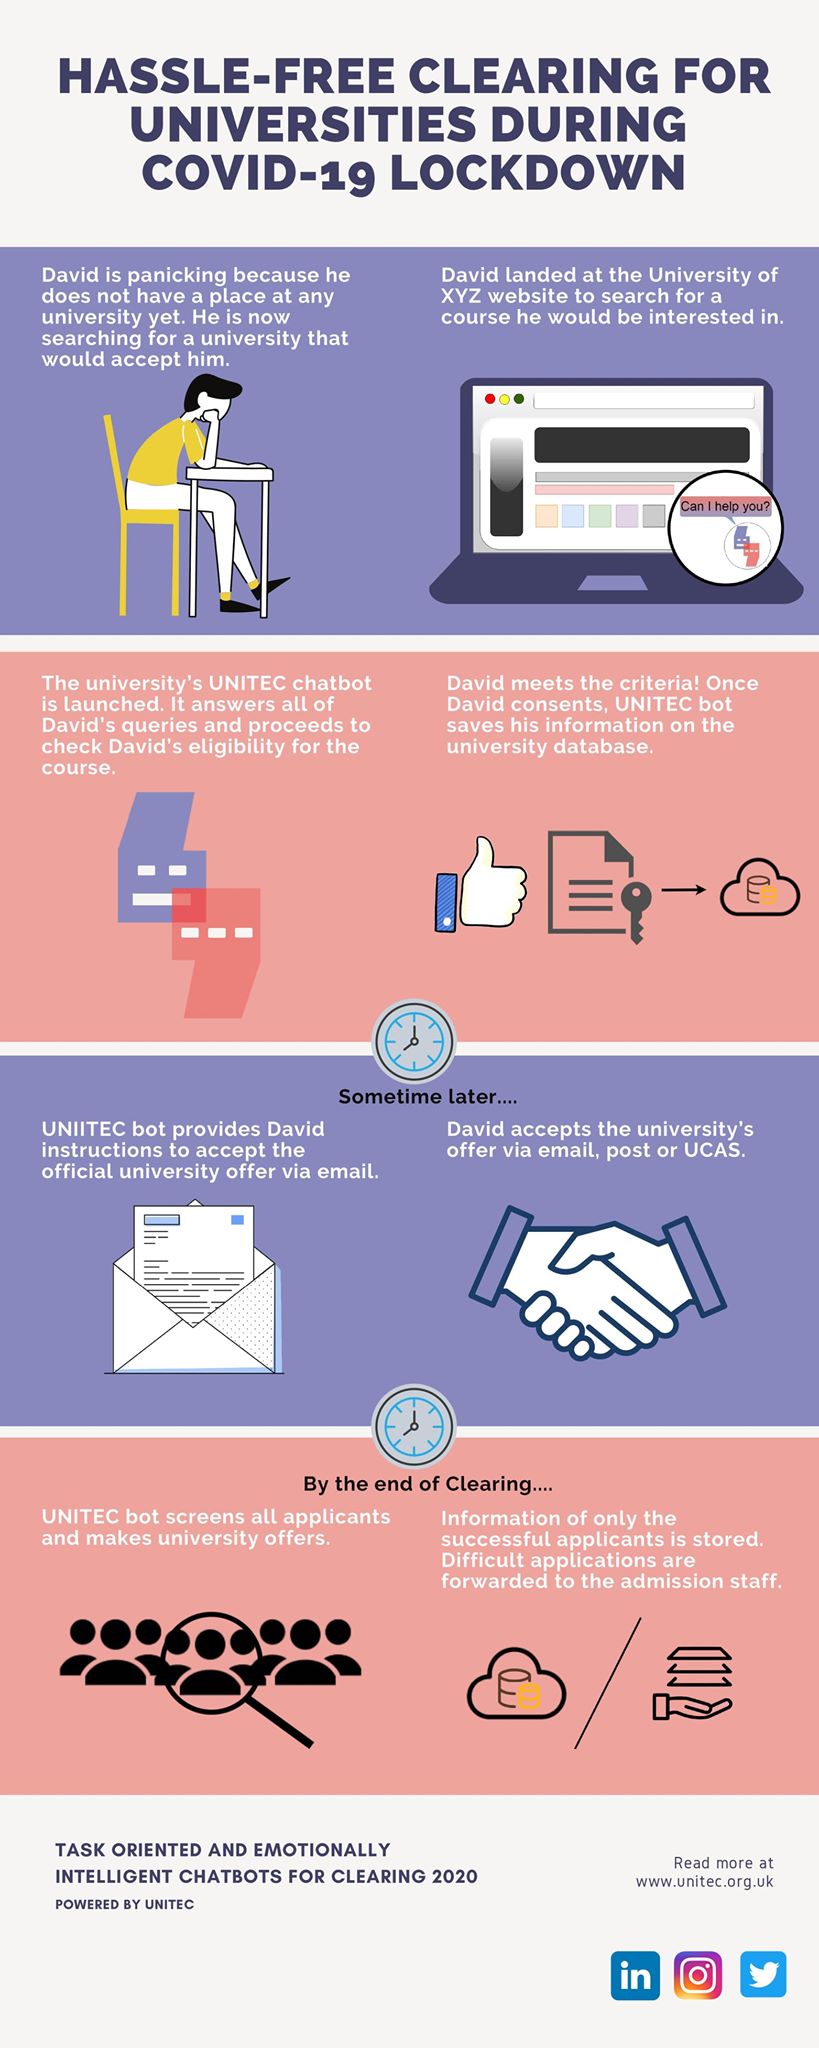 HASSLE-FREE CLEARING FOR
UNIVERSITIES DURING
COVID-19 LOCKDOWN
David is panicking because he
does not have a place at any
university yet. He is now
searching for a university that
would accept him.
David landed at the University of
XYZ website to search for a
course he would be interested in.
Can I help you?
The university's UNITEC chatbot
is launched. It answers all of
David's queries and proceeds to
check David's eligibility for the
course.
David meets the criteria! Once
David consents, UNITEC bot
saves his information on the
university database.
Sometime later....
UNIITEC bot provides David
instructions to accept the
official university offer via email.
David accepts the university's
offer via email, post or UCAS.
By the end of Clearing....
UNITEC bot screens all applicants
and makes university offers.
Information of only the
successful applicants is stored.
Difficult applications are
forwarded to the admission staff.
TASK ORIENTED AND EMOTIONALLY
INTELLIGENT CHATBOTS FOR CLEARING 2020
POWERED BY UNITEC
Read more at
www.unitec.org.uk
in